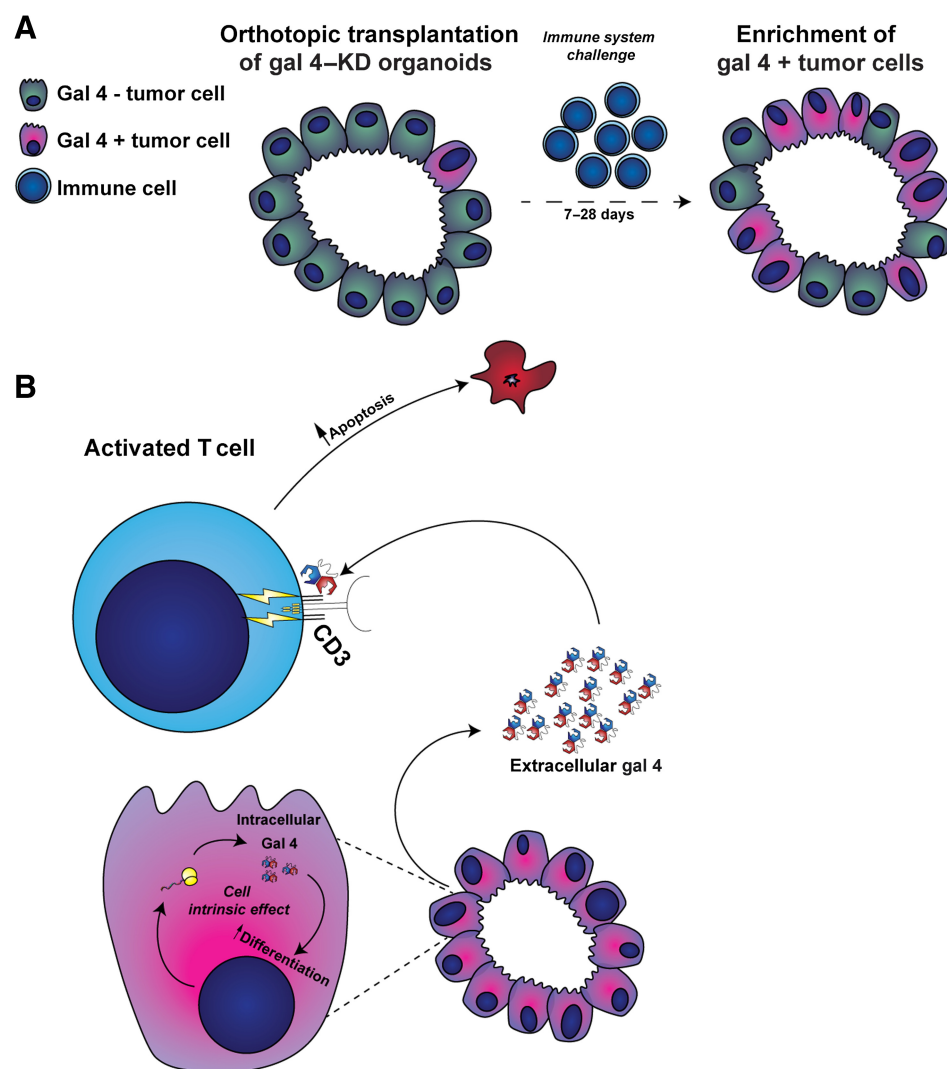 A
Orthotopic transplantation
of gal 4–KD organoids
Immune system
challenge
Enrichment of
gal 4 + tumor cells
Gal 4 - tumor cell
Gal 4 + tumor cell
Immune cell
7–28 days
B
Apoptosis
Activated T cell
CD3
Extracellular gal 4
Intracellular
Gal 4
Cell
intrinsic effect
Differentiation